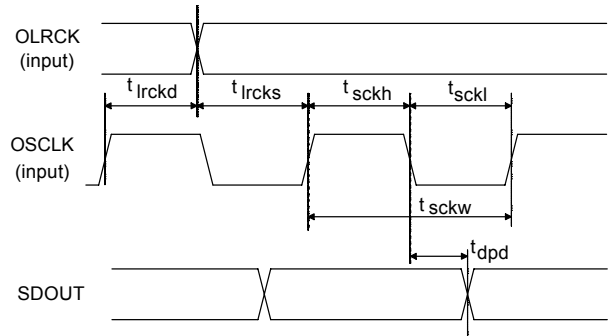 OLRCK
(input)
t lrckd
t lrcks
t sckh
t sckl
OSCLK
(input)
t sckw
t dpd
SDOUT